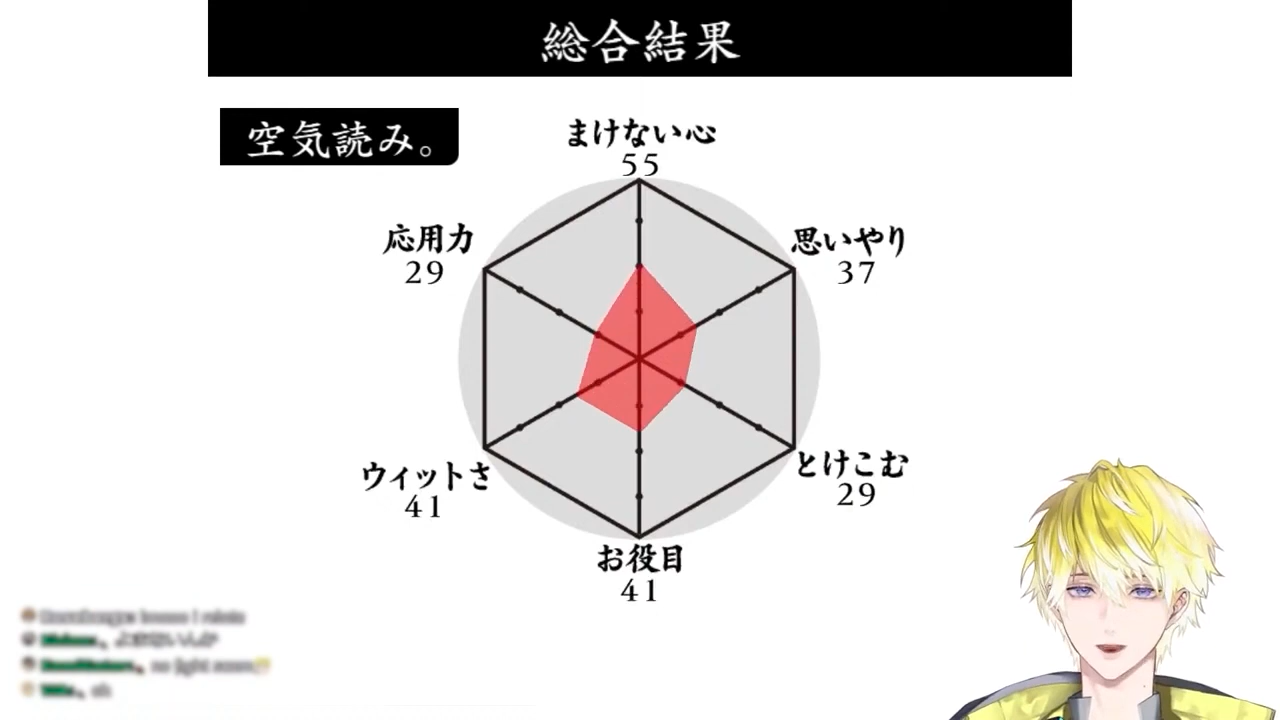 総合結果
空気読み。
まけない心
55
応用力
29
思いやり
37
ウィットさ
41
とけこむ
29
お役目
41